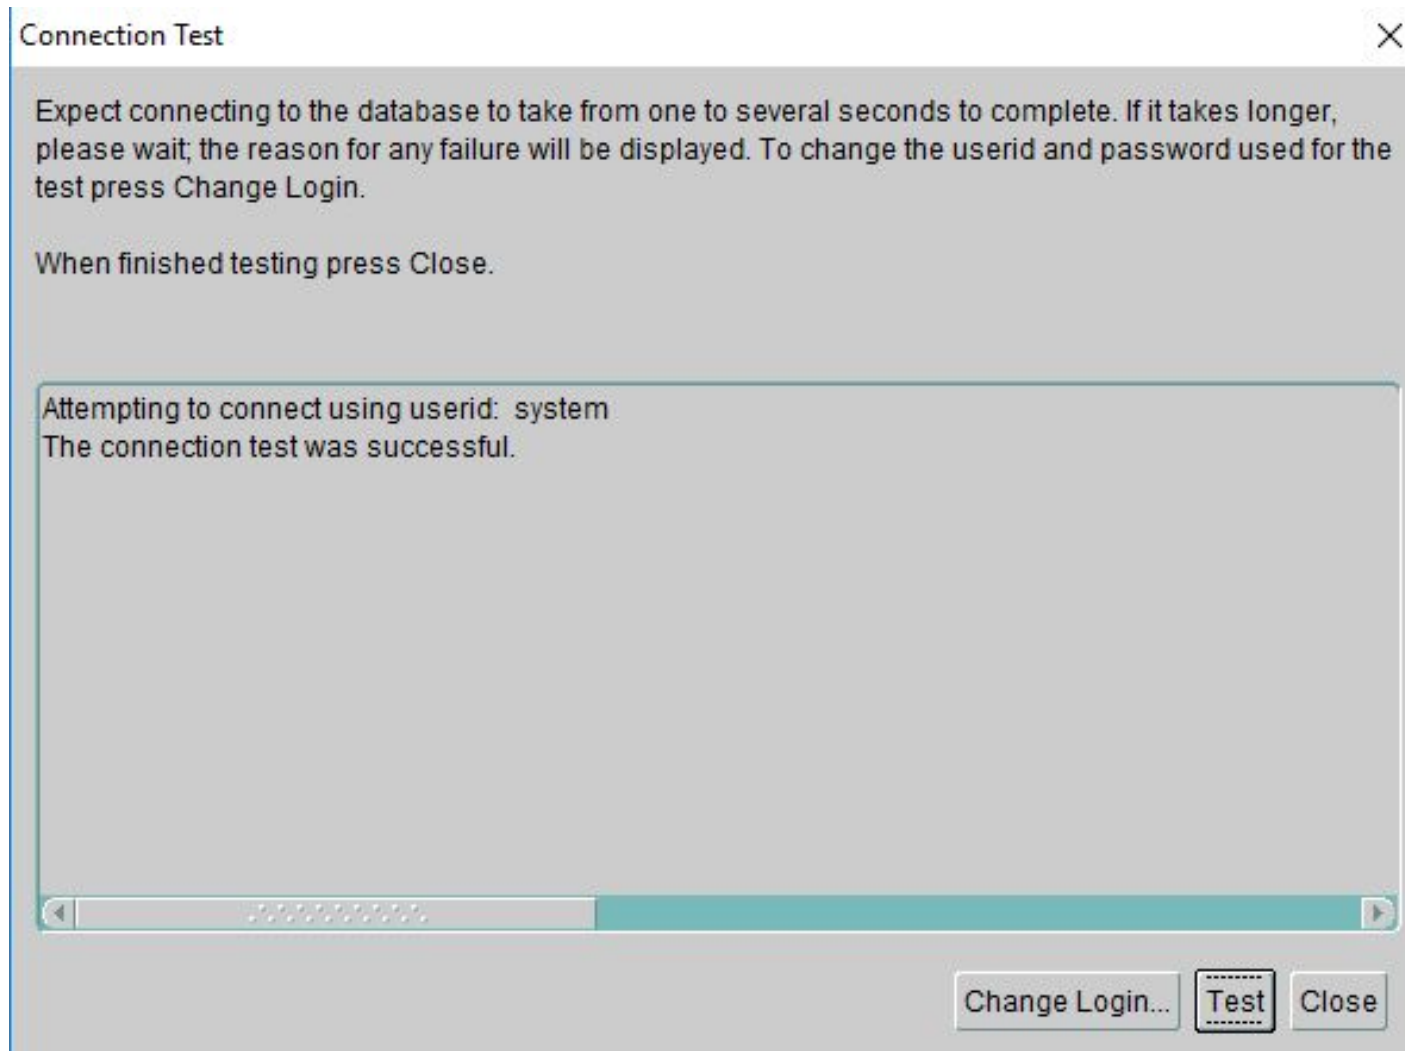 Connection Test
Expect connecting to the database to take from one to several seconds to complete. If it takes longer,
please wait; the reason for any failure will be displayed. To change the userid and password used for the
test press Change Login.
When finished testing press Close.
Attempting to connect using userid:  system
The connection test was successful.
Change Login... Test Close